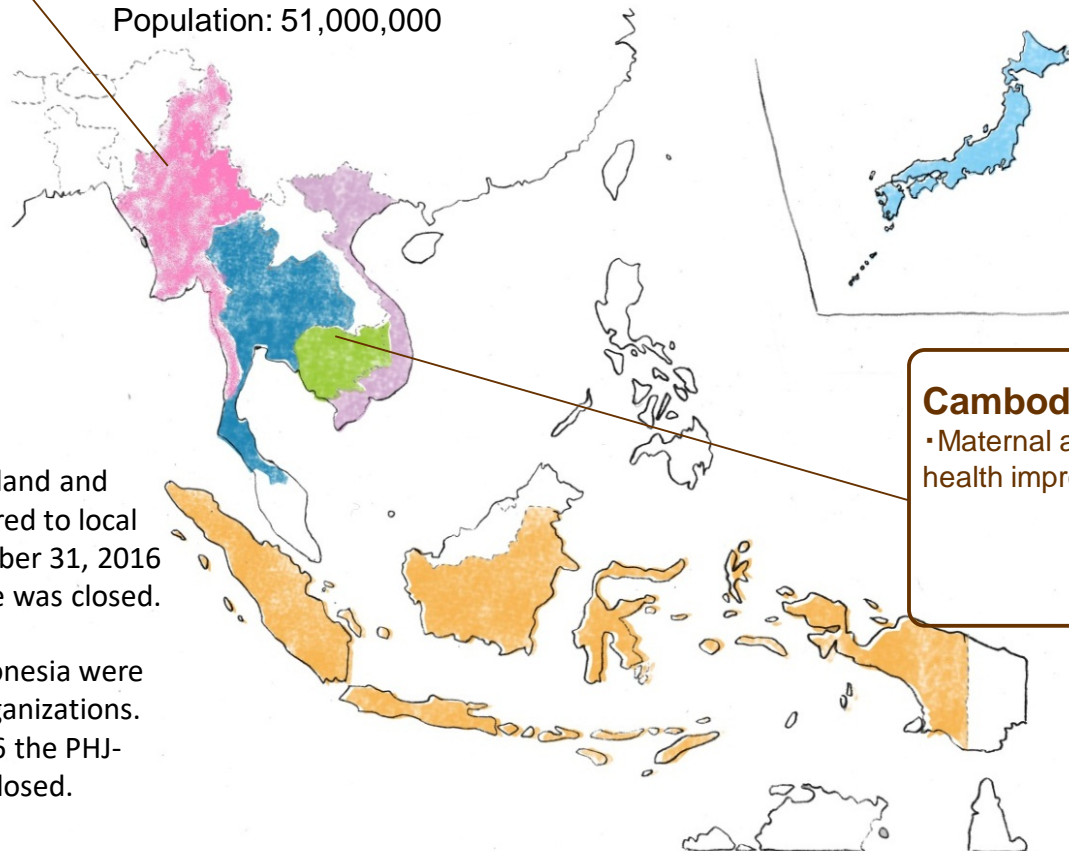 Population: 51,000,000
Cambod
・Maternal a
health impr
land and
red to local
ber 31, 2016
e was closed.
onesia were
ganizations.
6 the PHJ-
losed.